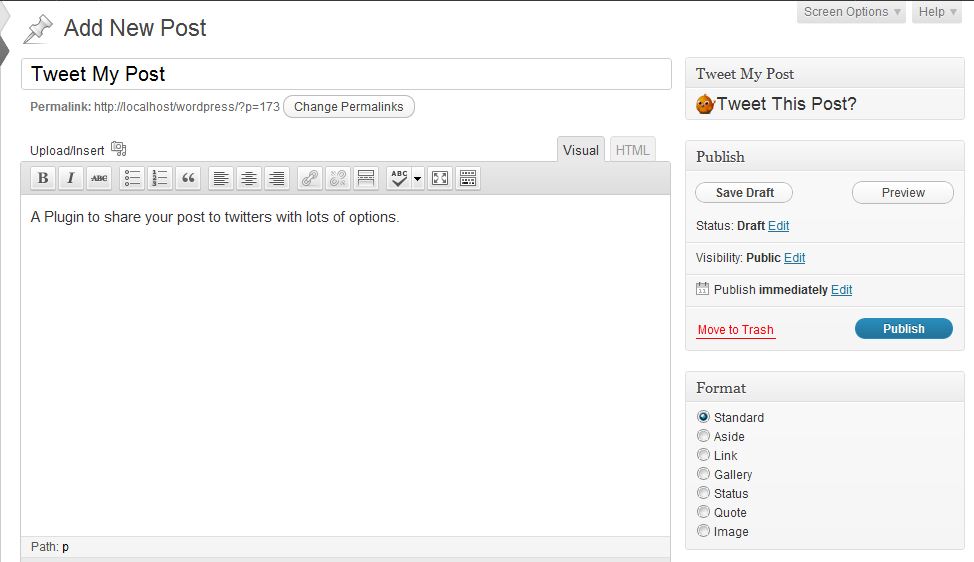 Screen Options Help
Add New Post
Tweet My Post
Permalink: http://localhost/wordpress/?p=173 Change Permalinks
Upload/Insert
Visual HTML
B I ABC ABC
A Plugin to share your post to twitters with lots of options.
Path: p
Tweet My Post
Tweet This Post?
Publish
Save Draft Preview
Status: Draft Edit
Visibility: Public Edit
Publish immediately Edit
Move to Trash Publish
Format
Standard
Aside
Link
Gallery
Status
Quote
Image